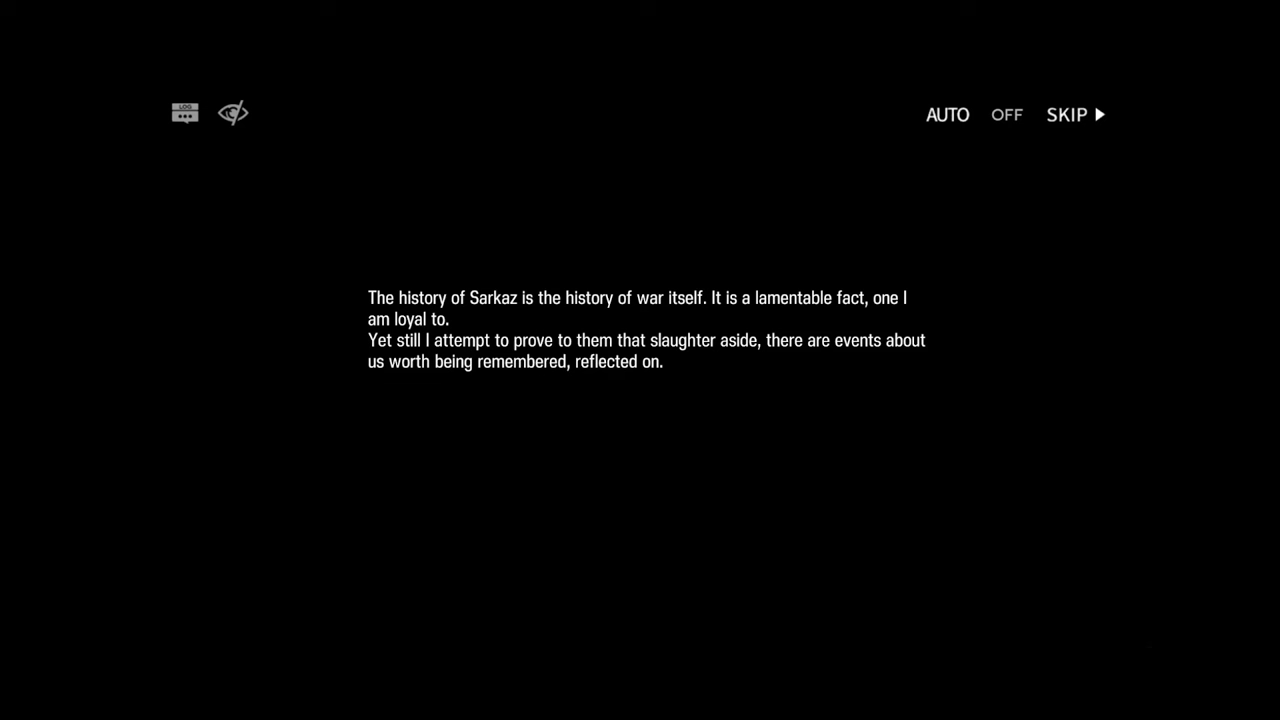 LOG
AUTO OFF SKIP
The history of Sarkaz is the history of war itself. It is a lamentable fact, one I
am loyal to.
Yet still I attempt to prove to them that slaughter aside, there are events about
us worth being remembered, reflected on.